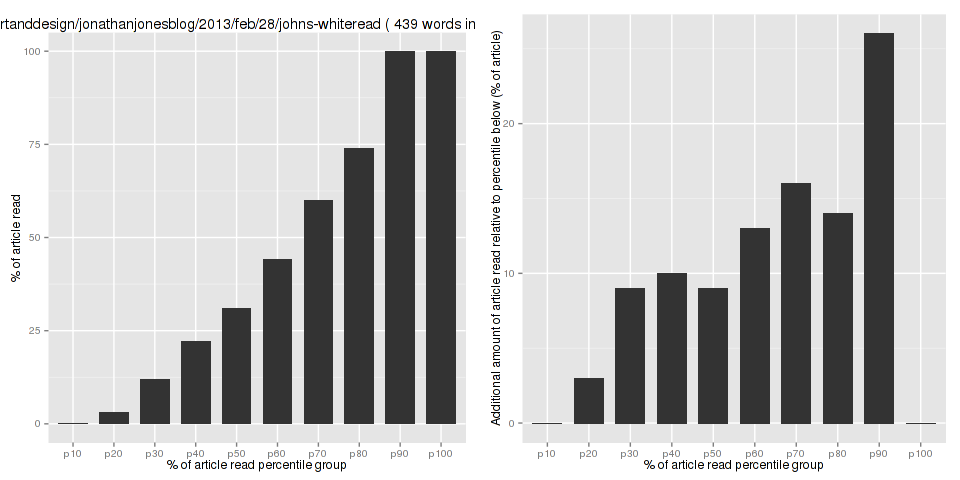 rtanddesign/jonathanjonesblog/2013/feb/28/johns-whiteread ( 439 words in
% of article read
100
75
50
25
0
p10 p20 p30 p40 p50 p60 p70 p80 p90 p100
% of article read percentile group
Additional amount of article read relative to percentile below (% of article)
20
10
0
p10 p20 p30 p40 p50 p60 p70 p80 p90 p100
% of article read percentile group